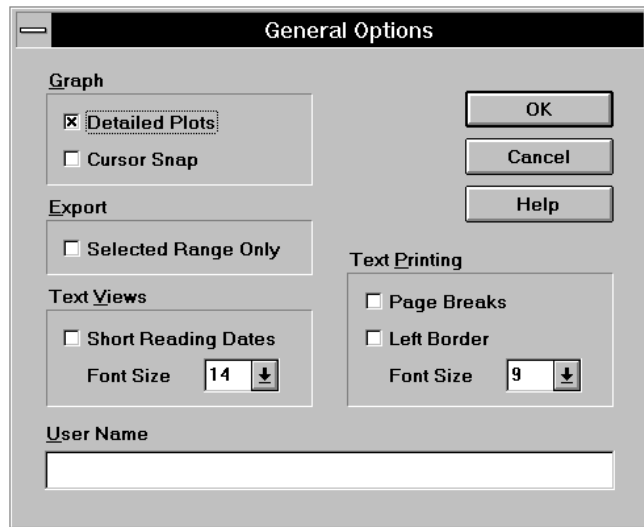 General Options
Graph
Detailed Plots
Cursor Snap
OK
Cancel
Help
Export
Selected Range Only
Text Views
Short Reading Dates
Font Size 14
Text Printing
Page Breaks
Left Border
Font Size 9
User Name